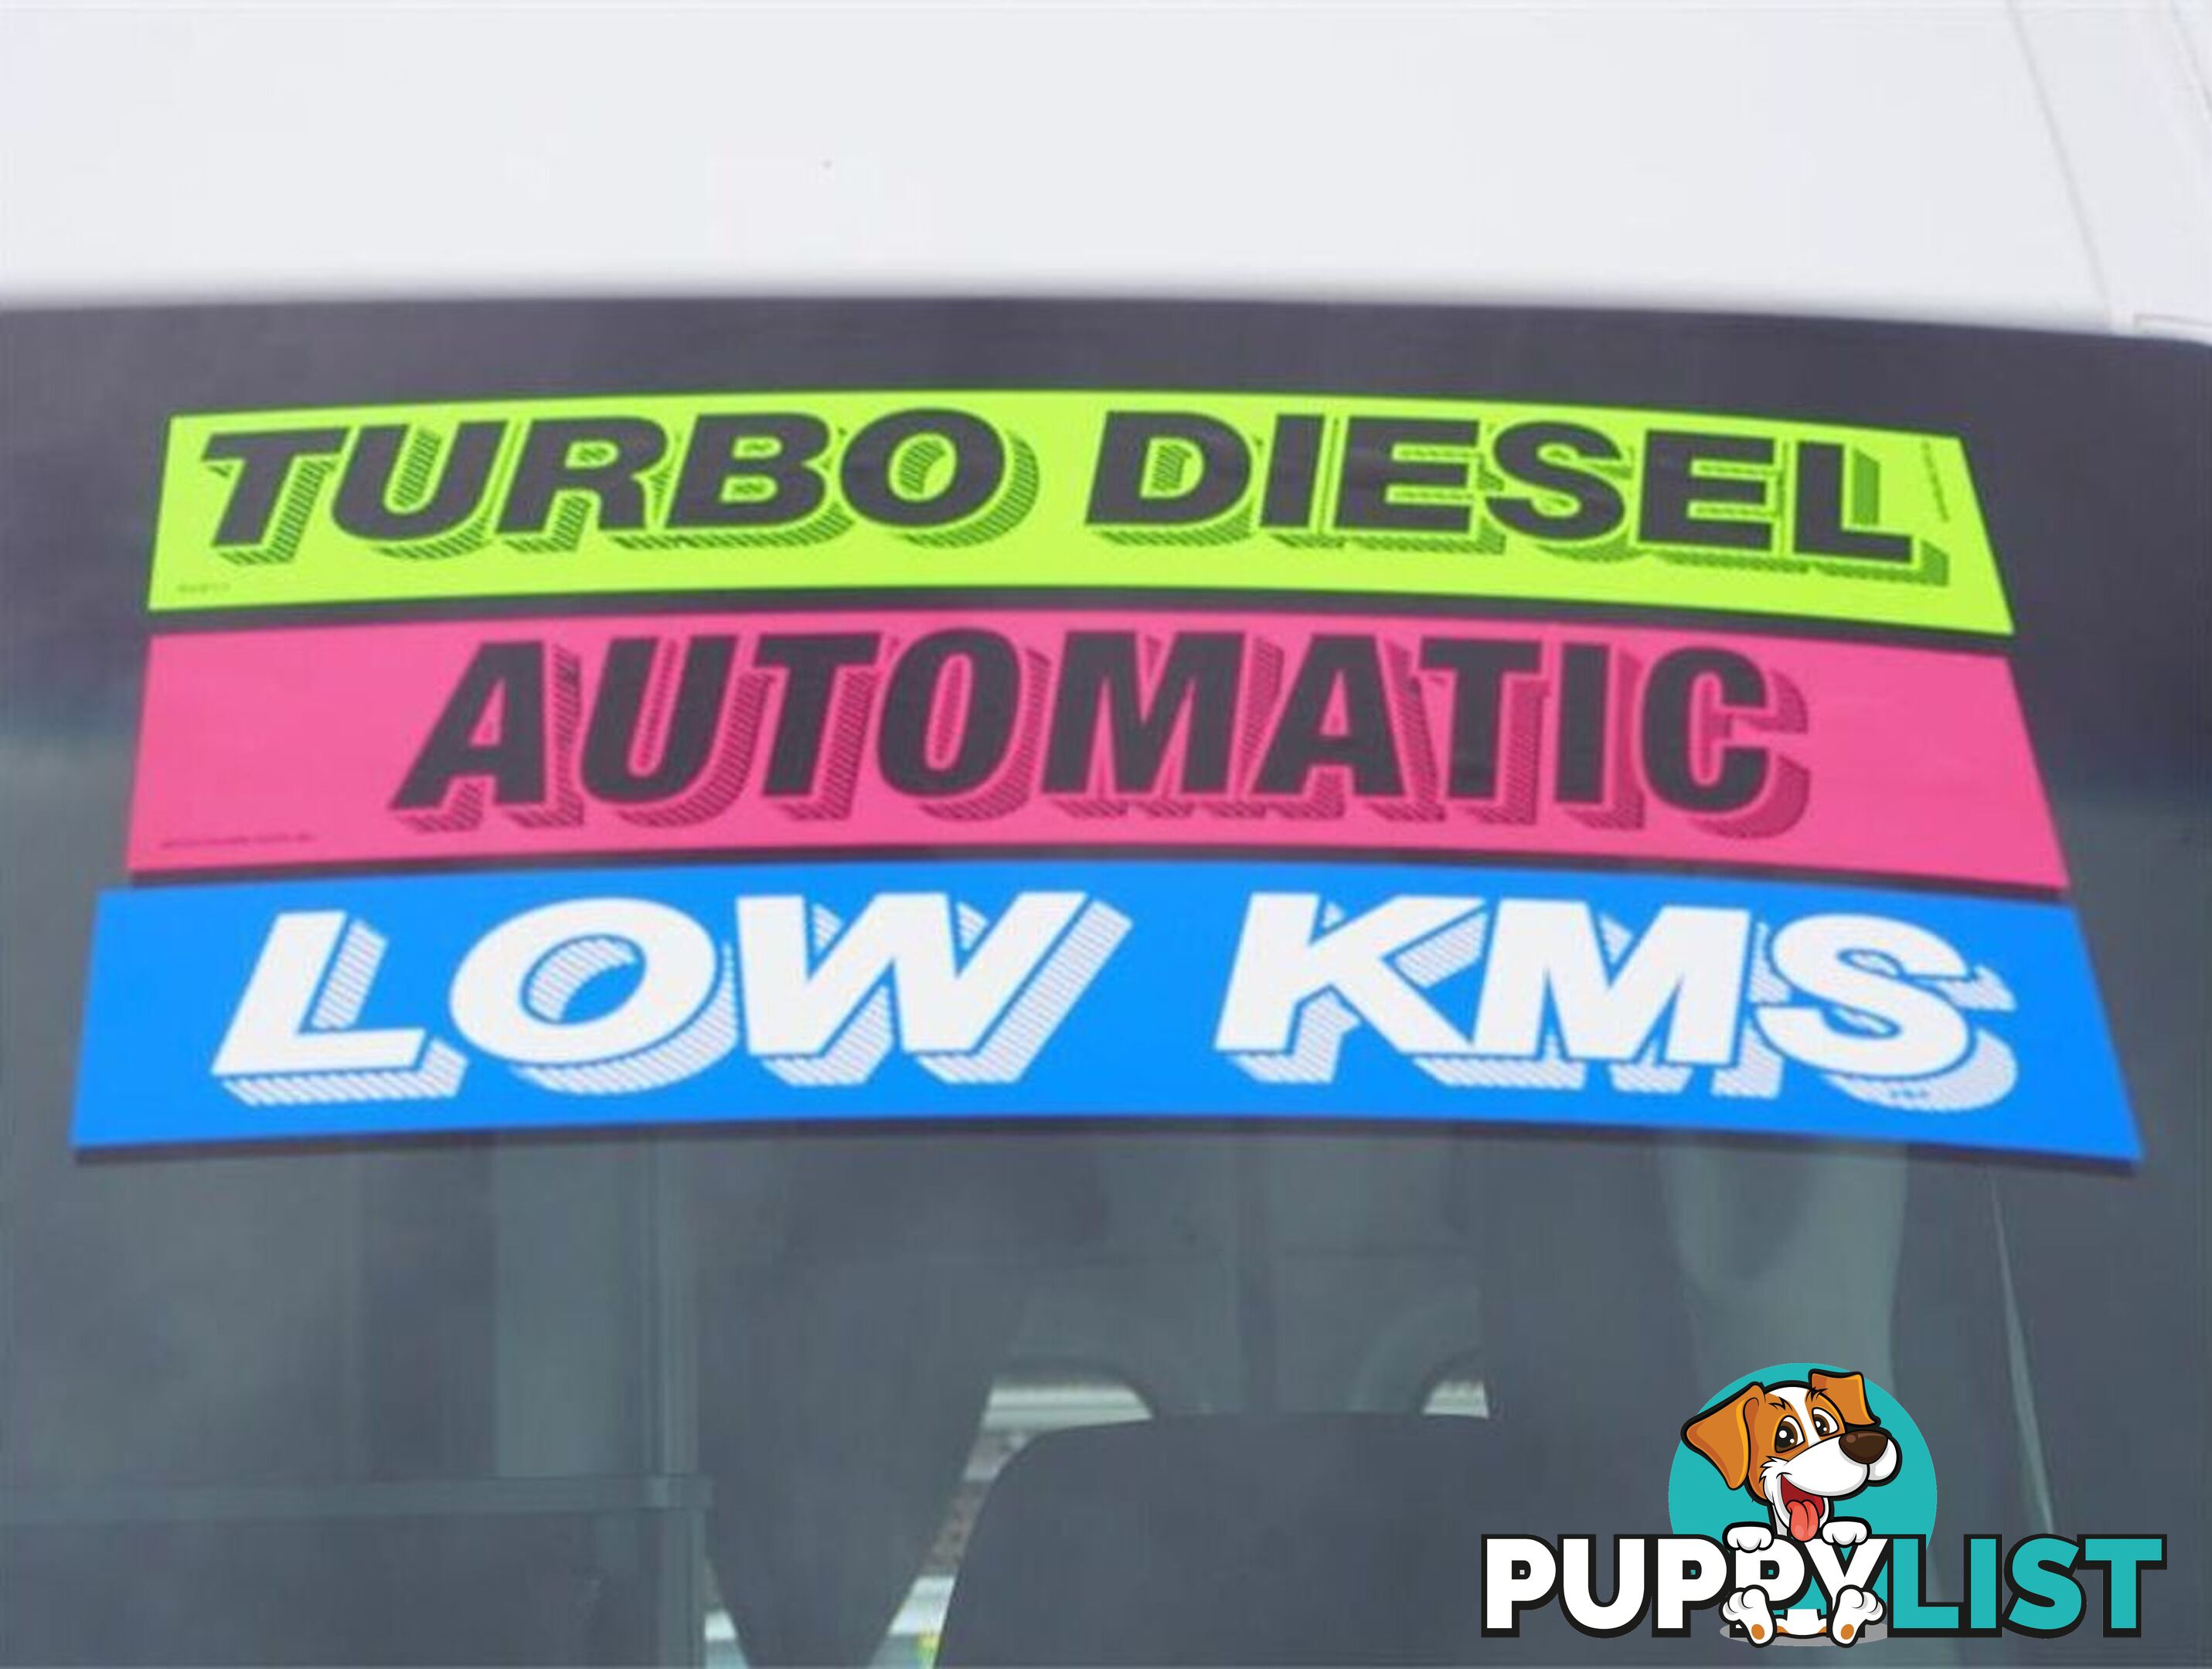 TURBO DIESEL
AUTOMATIC
LOW KMS
PUPPYLIST